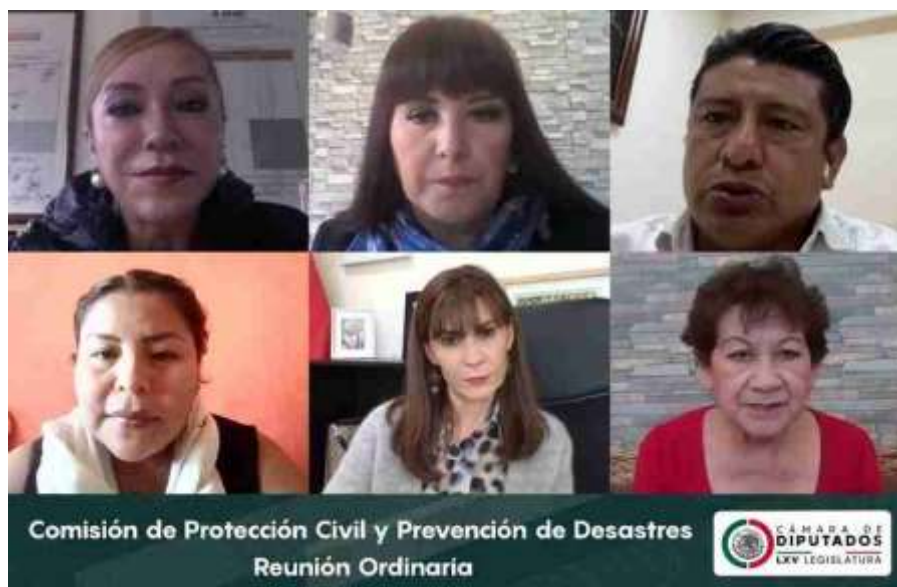 Comisión de Protección Civil y Prevención de Desastres
Reunión Ordinaria
CÁMARA DE
DIPUTADOS
LXV LEGISLATURA